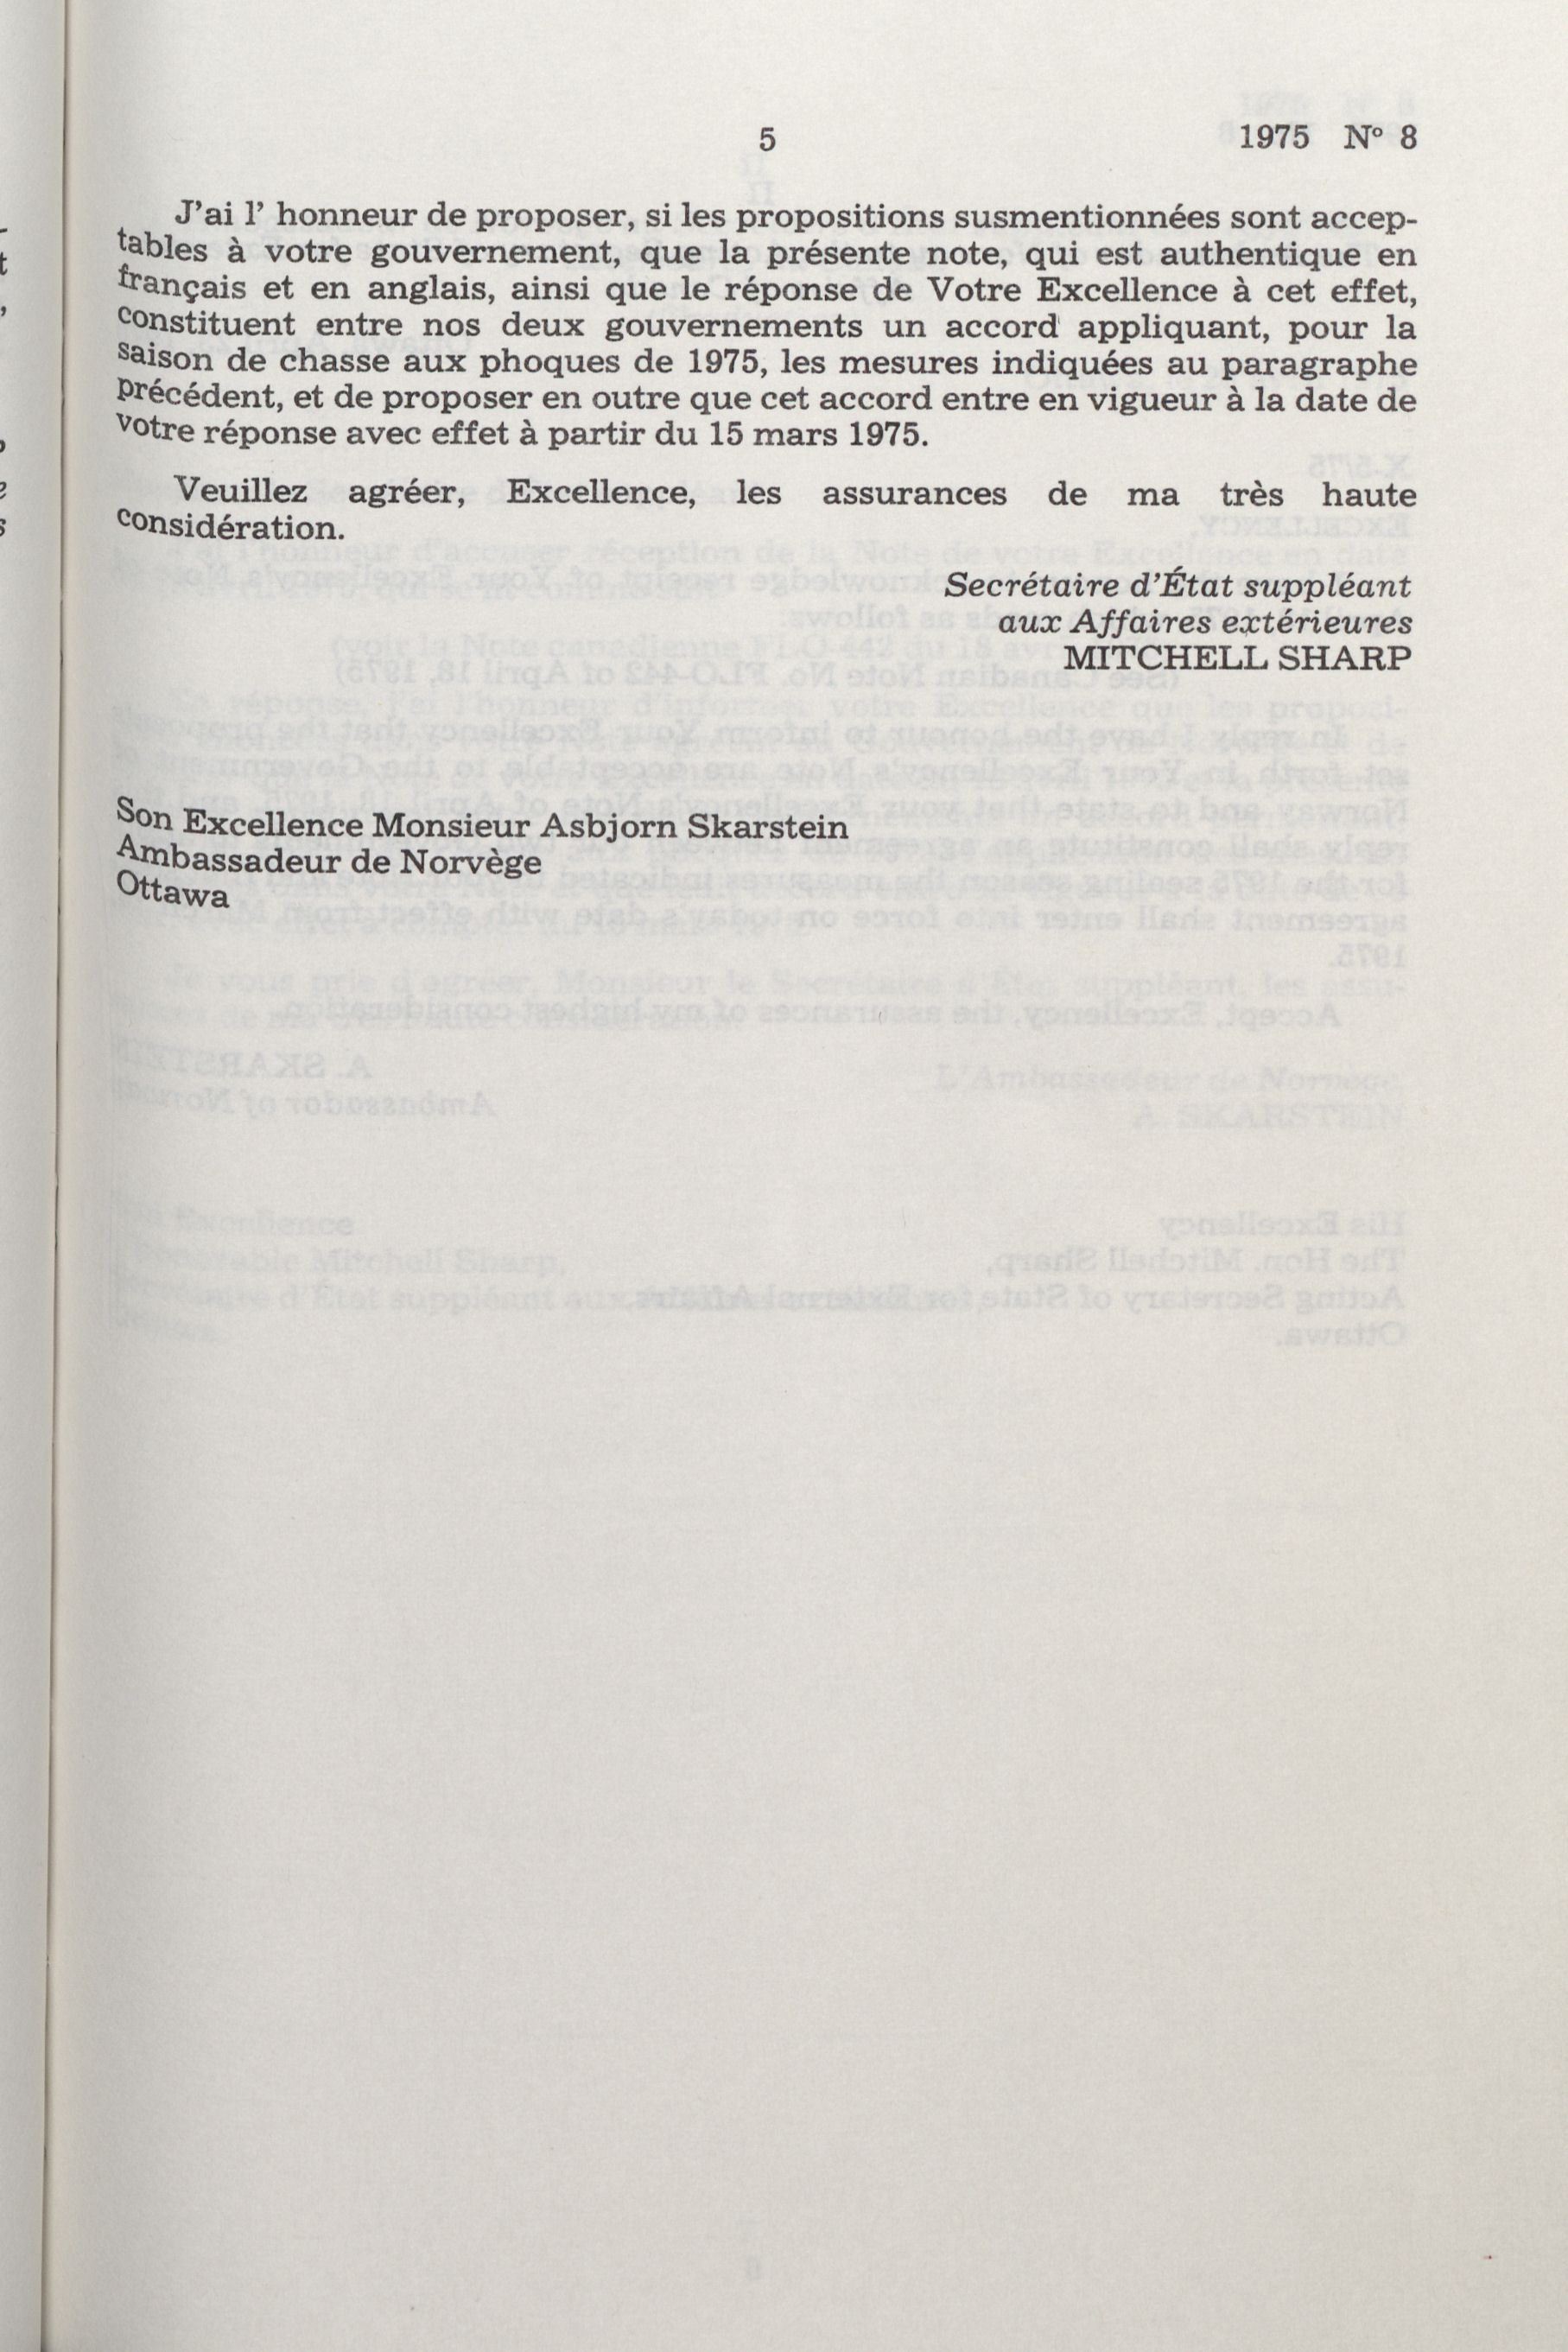 5
1975 Nº 8
J'ai l' honneur de proposer, si les propositions susmentionnées sont accep-
tables à votre gouvernement, que la présente note, qui est authentique en
français et en anglais, ainsi que le réponse de Votre Excellence à cet effet,
constituent entre nos deux gouvernements un accord appliquant, pour la
saison de chasse aux phoques de 1975, les mesures indiquées au paragraphe
précédent, et de proposer en outre que cet accord entre en vigueur à la date de
votre réponse avec effet à partir du 15 mars 1975.
Veuillez agréer, Excellence, les assurances de ma très haute
considération.
Secrétaire d'État suppléant
aux Affaires extérieures
MITCHELL SHARP
Son Excellence Monsieur Asbjorn Skarstein
Ambassadeur de Norvège
Ottawa